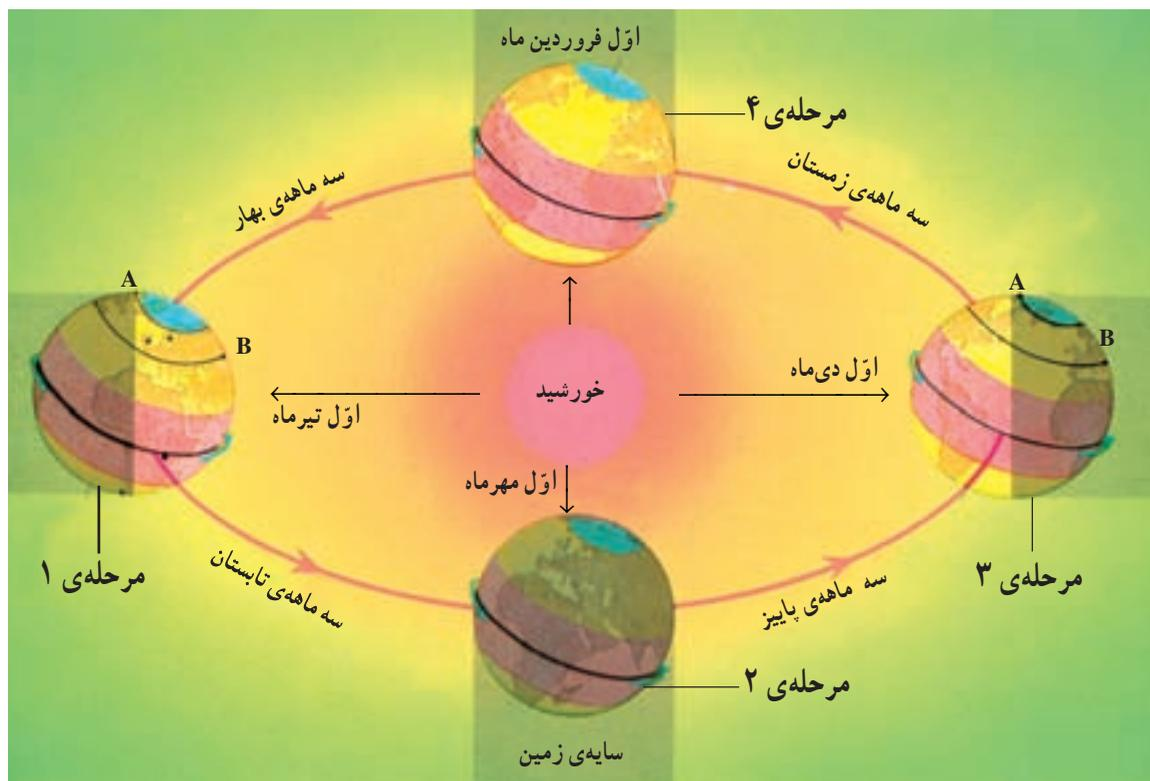 اوّل فروردین ماه
مرحله‌ی ۴
سه ماهه‌ی زمستان
سه ماهه‌ی بهار
A
B
A
B
خورشید
اوّل دی‌ماه
اوّل تیرماه
اوّل مهرماه
مرحله‌ی ۱
سه ماهه‌ی تابستان
سه ماهه‌ی پاییز
مرحله‌ی ۳
مرحله‌ی ۲
سایه‌ی زمین